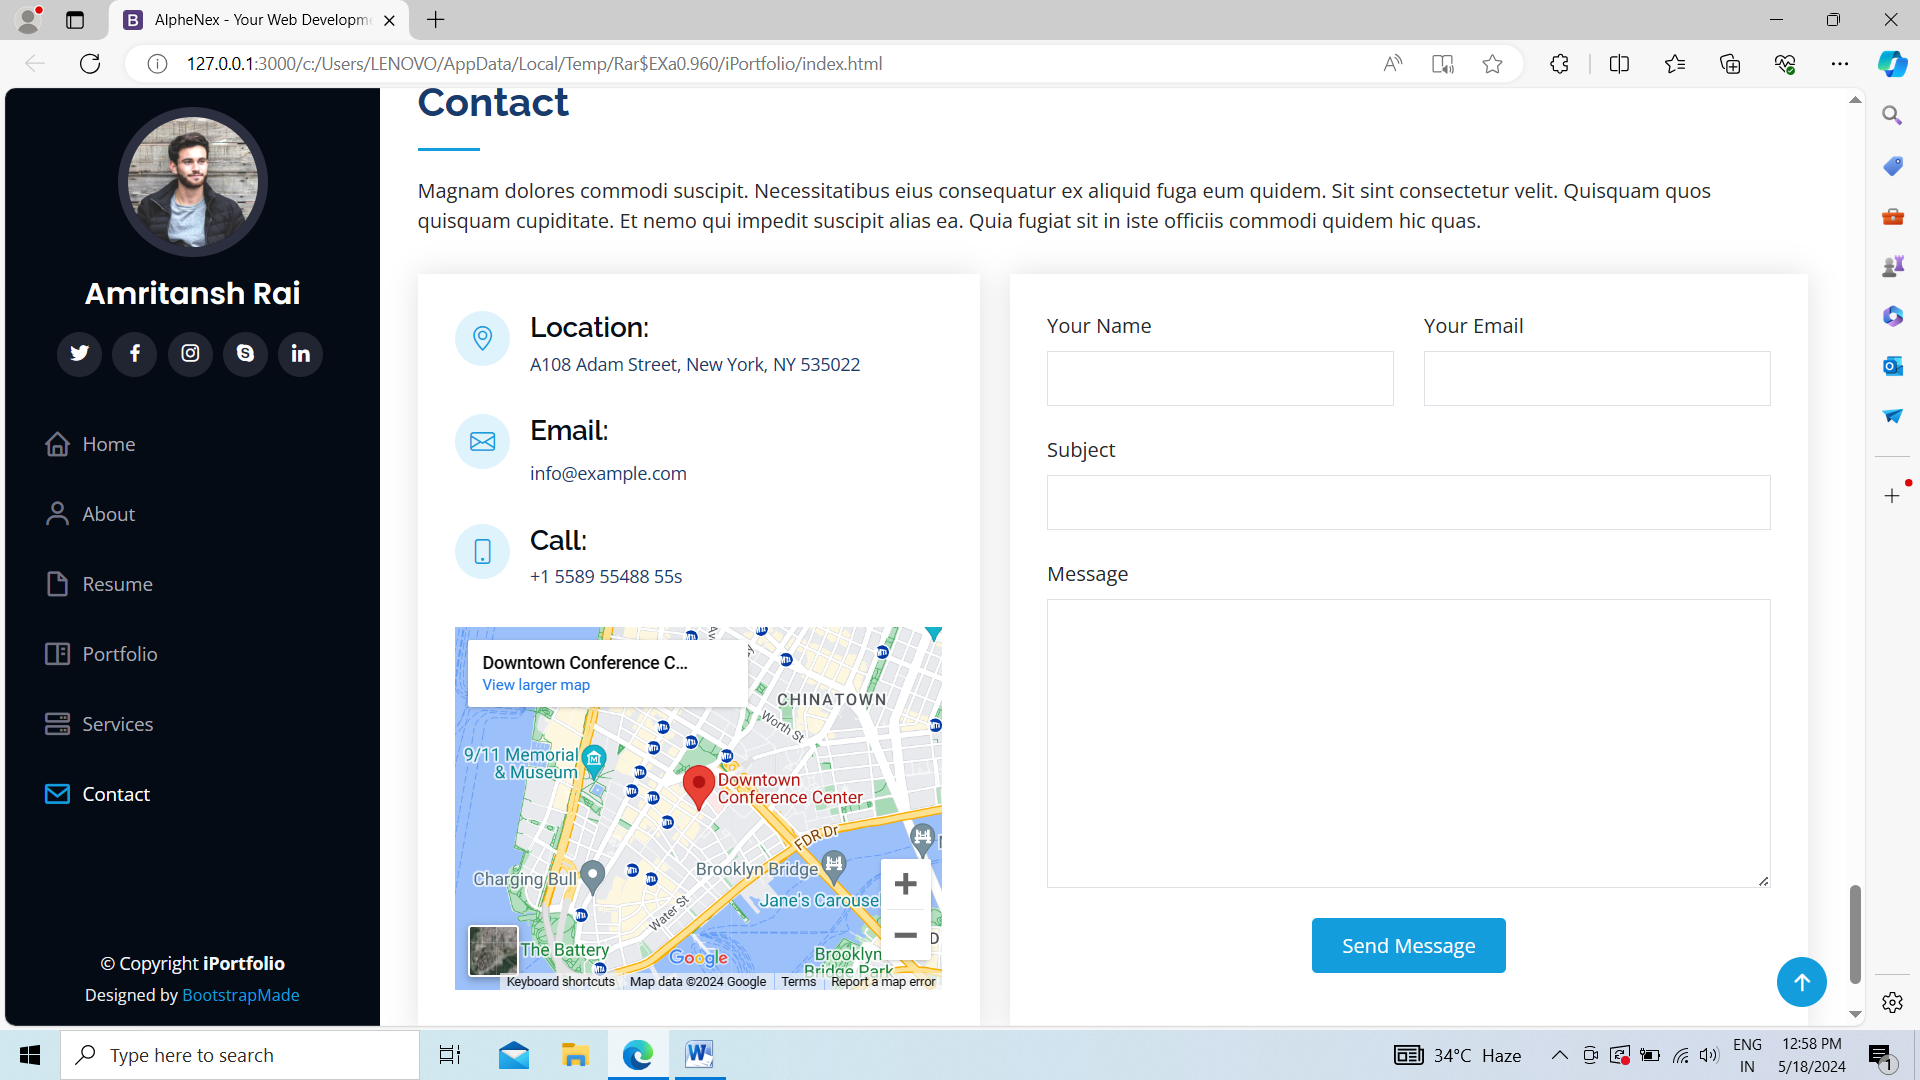 AlpheNex - Your Web Developm
127.0.0.1:3000/c:/Users/LENOVO/AppData/Local/Temp/Rar$EXa0.960/iPortfolio/index.html
Amritansh Rai
Home
About
Resume
Portfolio
Services
Contact
© Copyright iPortfolio
Designed by BootstrapMade
Contact
Magnam dolores commodi suscipit. Necessitatibus eius consequatur ex aliquid fuga eum quidem. Sit sint consectetur velit. Quisquam quos
quisquam cupiditate. Et nemo qui impedit suscipit alias ea. Quia fugiat sit in iste officiis commodi quidem hic quas.
Location:
A108 Adam Street, New York, NY 535022
Email:
info@example.com
Call:
+1 5589 55488 55s
Downtown Conference C...
View larger map
CHINATOWN
Worth St
9/11 Memorial
& Museum
Downtown
Conference Center
FDR Dr
Brooklyn Bridge
Charging Bull
Jane's Carouse
Water St
The Battery
Brooklyn
Bridge Park
Google
Keyboard shortcuts
Map data ©2024 Google
Terms
Report a map error
Your Name
Your Email
Subject
Message
Send Message
Type here to search
34°C Haze
ENG
IN
12:58 PM
5/18/2024
1